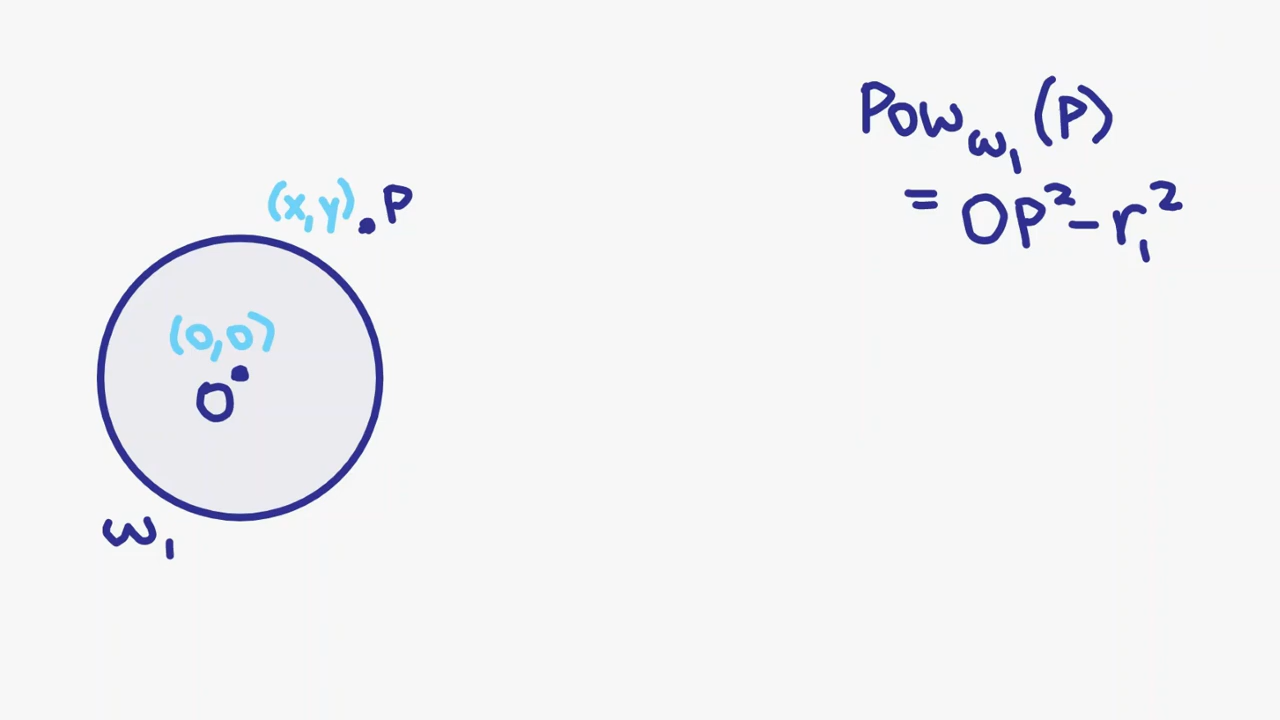 Pow_ω₁ (P)
= OP² - r₁²
(x,y) . P
(0,0)
O
ω₁